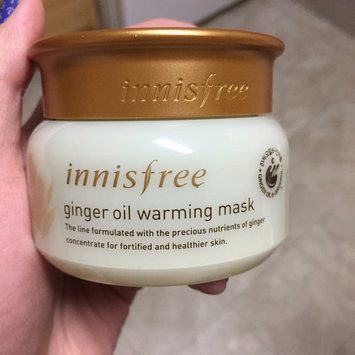 innisfree
innisfree
ginger oil warming mask
The line formulated with the precious nutrients of ginger
concentrate for fortified and healthier skin.